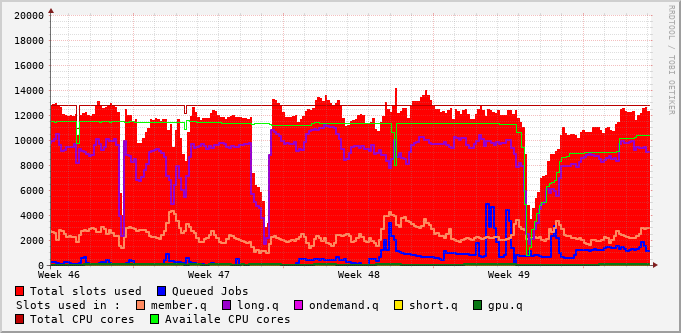 20000
18000
16000
14000
12000
10000
8000
6000
4000
2000
0
Week 46 Week 47 Week 48 Week 49
Total slots used Queued Jobs
Slots used in : member.q long.q ondemand.q short.q gpu.q
Total CPU cores Availale CPU cores
RRDTOOL / TOBI OETIKER